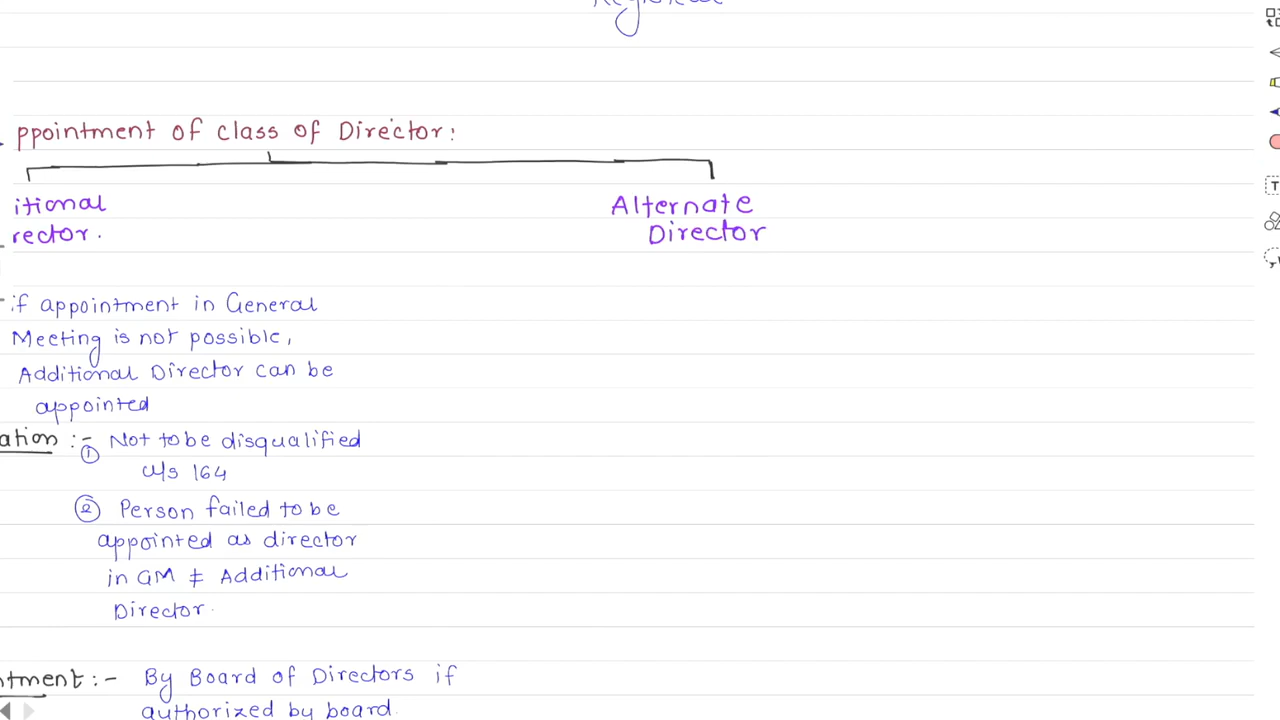 ppointment of class of Director:
itional
rector.
Alternate
Director
if appointment in General
Meeting is not possible,
Additional Director can be
appointed
ation :- ① Not to be disqualified
u/s 164
② Person failed to be
appointed as director
in GM ≠ Additional
Director.
ntment :- By Board of Directors if
authorized by board.